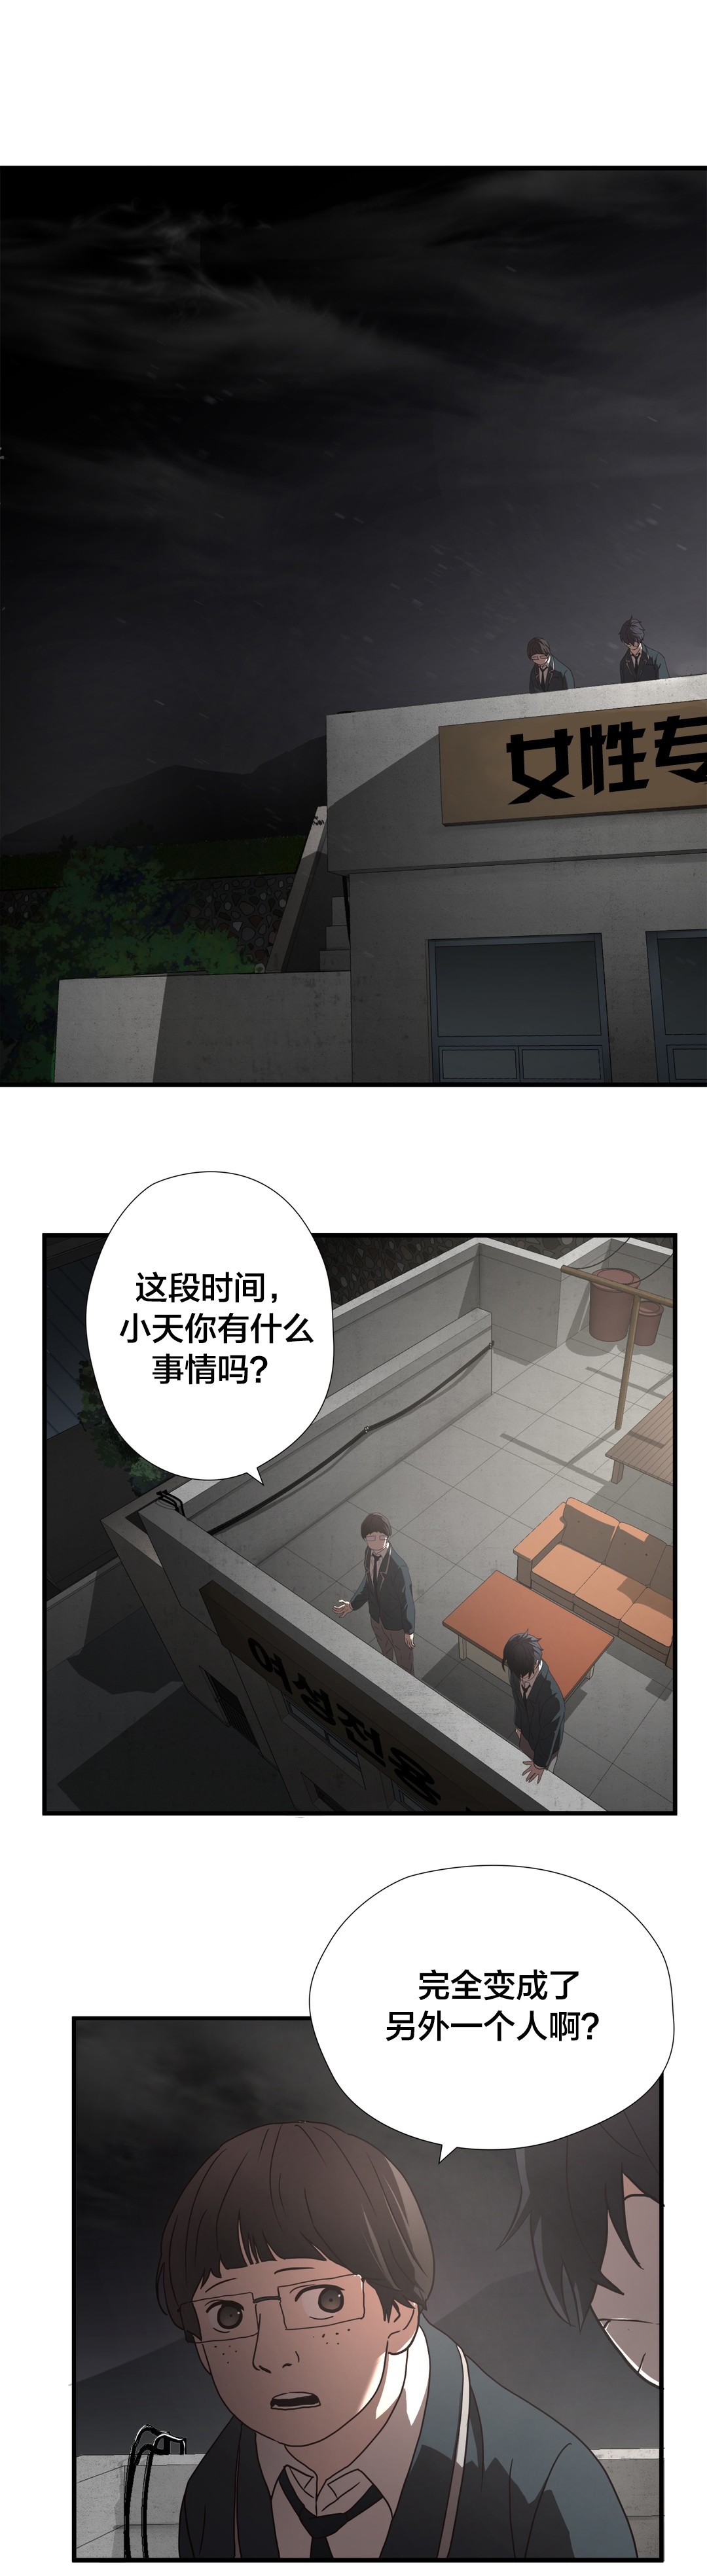 女性专
这段时间，
小天你有什么
事情吗？
여성전용
完全变成了
另外一个人啊？